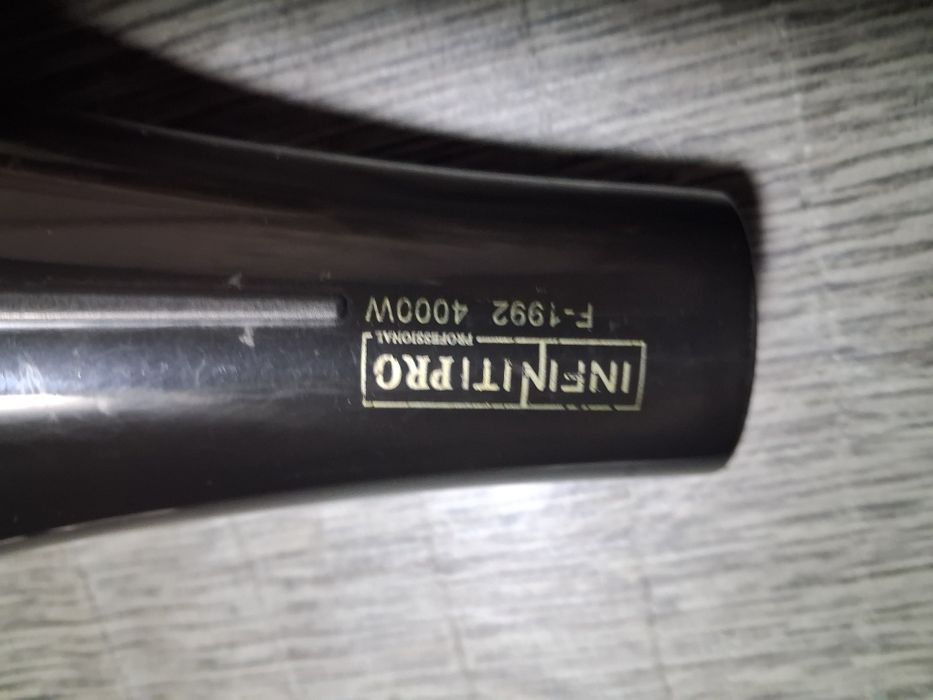 INFINITIPRO
PROFESSIONAL
F-1992 4000W